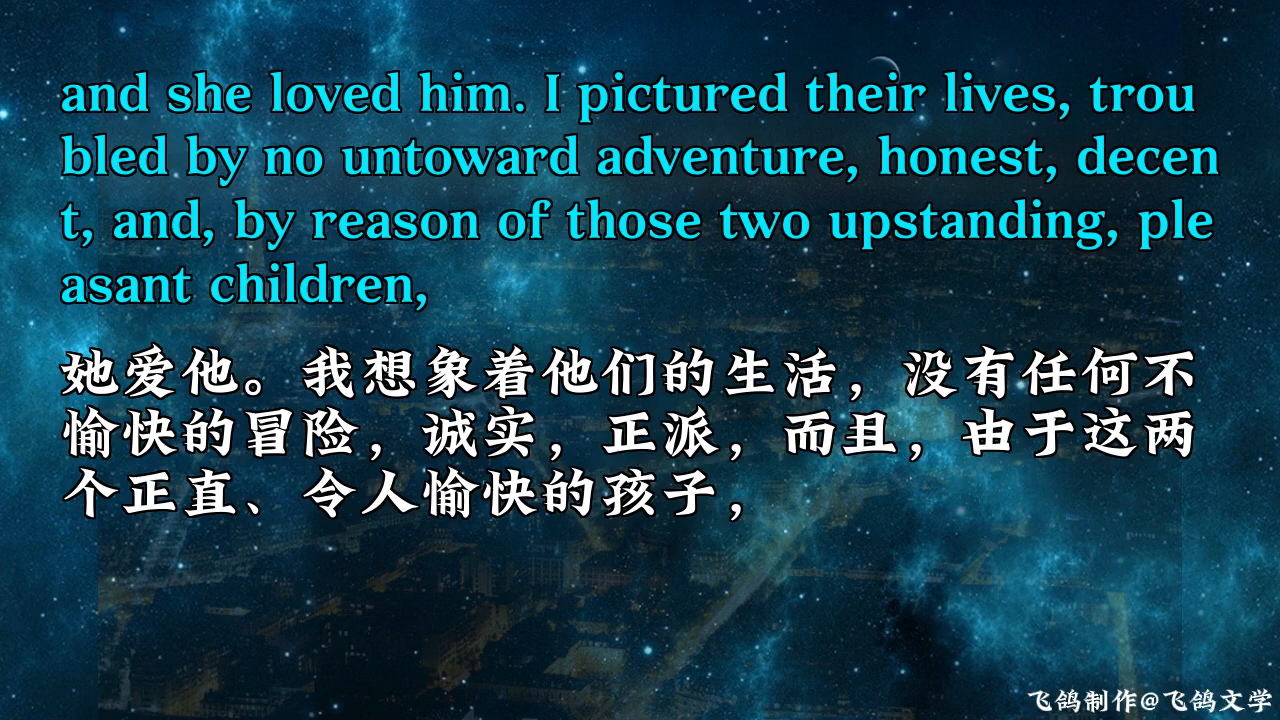 and she loved him. I pictured their lives, trou
bled by no untoward adventure, honest, decen
t, and, by reason of those two upstanding, ple
asant children,
她爱他。我想象着他们的生活，没有任何不
愉快的冒险，诚实，正派，而且，由于这两
个正直、令人愉快的孩子，
飞鸽制作@飞鸽文学